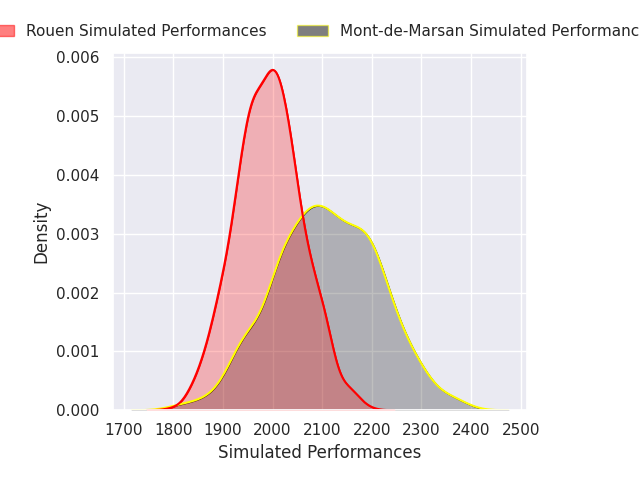 Rouen Simulated Performances
Mont-de-Marsan Simulated Performanc
0.006
0.005
0.004
0.003
0.002
0.001
0.000
Density
1700 1800 1900 2000 2100 2200 2300 2400 2500
Simulated Performances